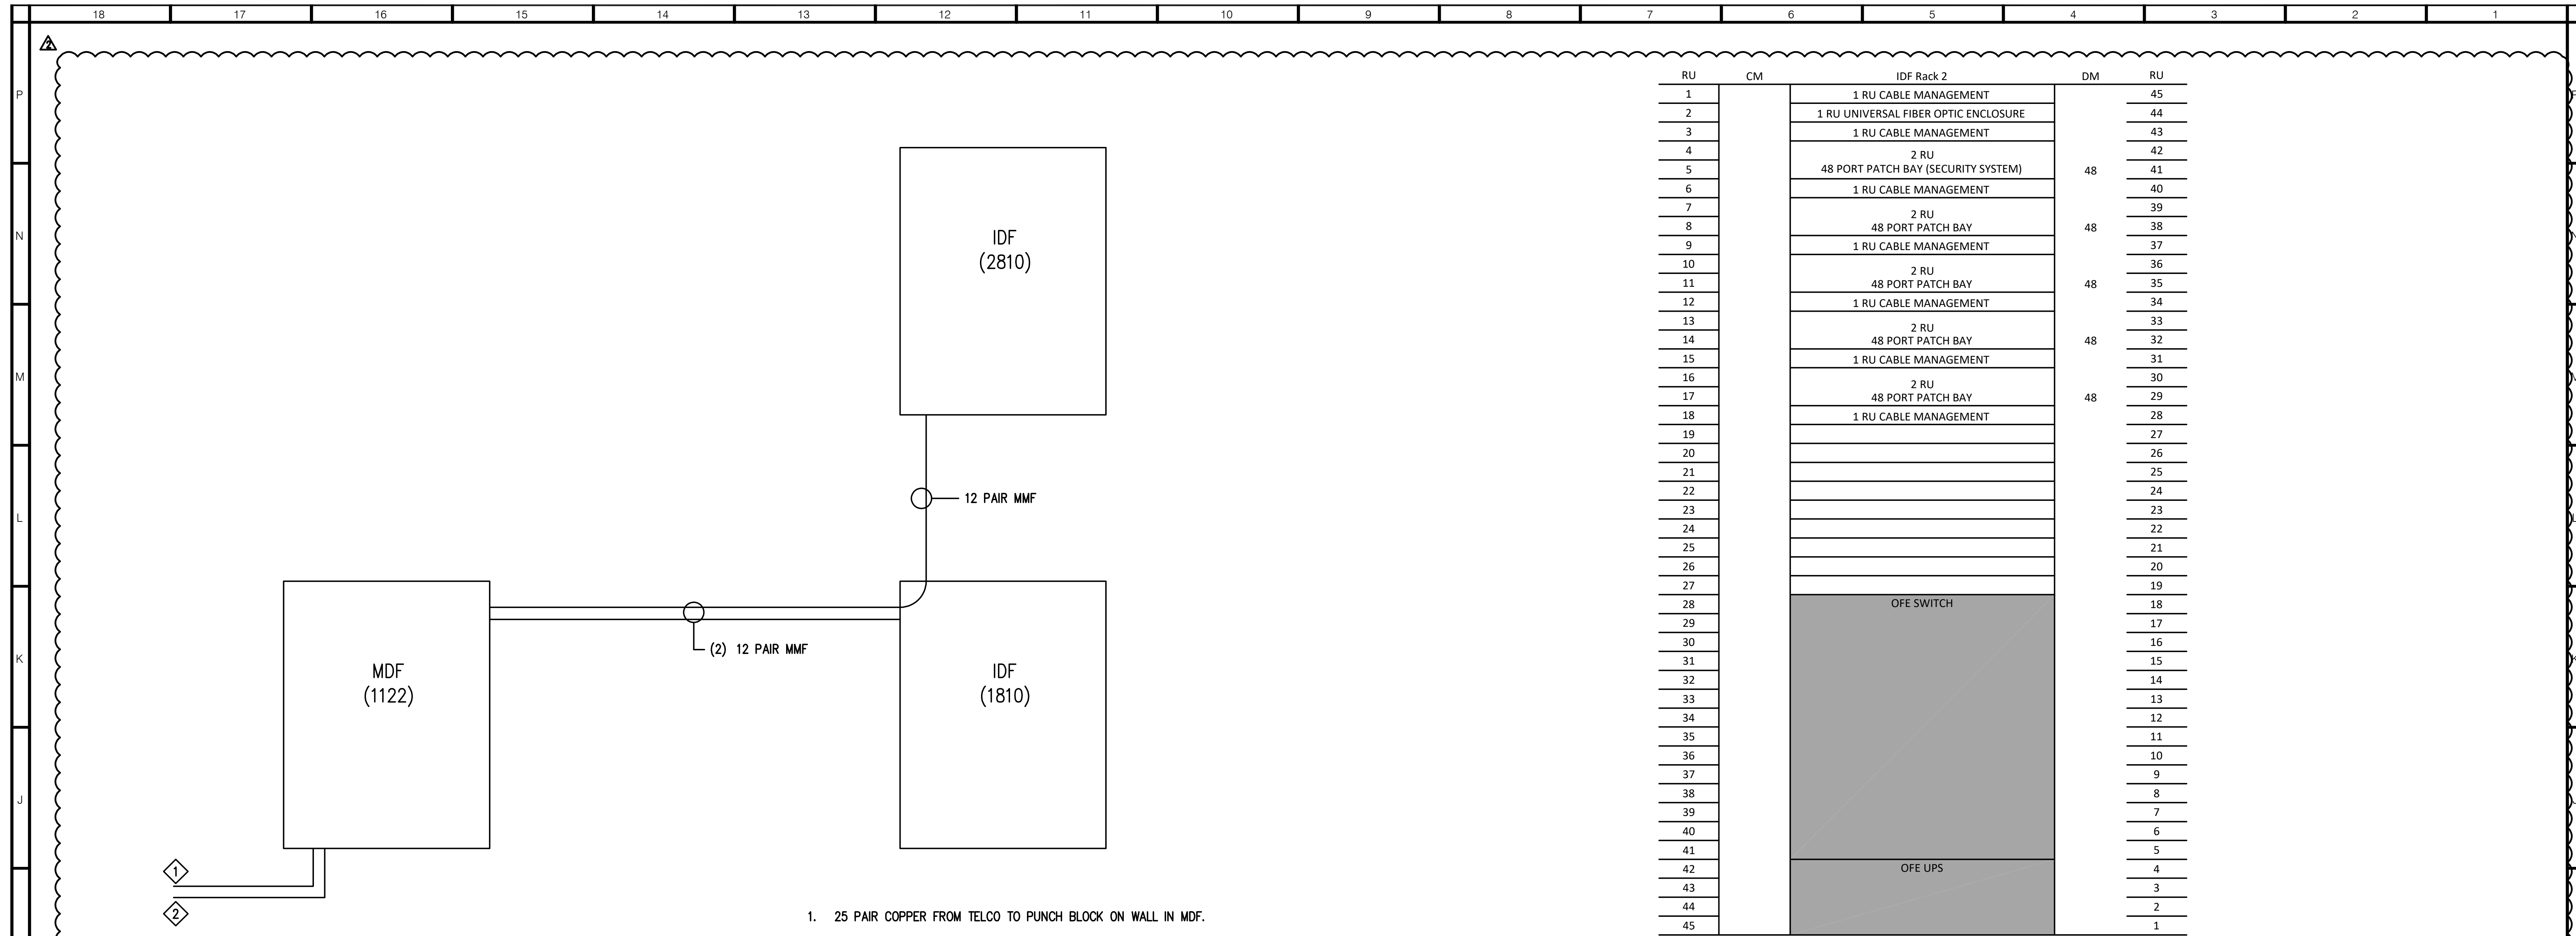 18 17 16 15 14 13 12 11 10 9 8 7 6 5 4 3 2 1
2
P
N
M
L
K
J
IDF
(2810)
12 PAIR MMF
(2) 12 PAIR MMF
MDF
(1122)
IDF
(1810)
1
2
1. 25 PAIR COPPER FROM TELCO TO PUNCH BLOCK ON WALL IN MDF.
RU CM IDF Rack 2 DM RU
1 1 RU CABLE MANAGEMENT 45
2 1 RU UNIVERSAL FIBER OPTIC ENCLOSURE 44
3 1 RU CABLE MANAGEMENT 43
4 2 RU 42
5 48 PORT PATCH BAY (SECURITY SYSTEM) 48 41
6 1 RU CABLE MANAGEMENT 40
7 2 RU 39
8 48 PORT PATCH BAY 48 38
9 1 RU CABLE MANAGEMENT 37
10 2 RU 36
11 48 PORT PATCH BAY 48 35
12 1 RU CABLE MANAGEMENT 34
13 2 RU 33
14 48 PORT PATCH BAY 48 32
15 1 RU CABLE MANAGEMENT 31
16 2 RU 30
17 48 PORT PATCH BAY 48 29
18 1 RU CABLE MANAGEMENT 28
19 27
20 26
21 25
22 24
23 23
24 22
25 21
26 20
27 19
28 OFE SWITCH 18
29 17
30 16
31 15
32 14
33 13
34 12
35 11
36 10
37 9
38 8
39 7
40 6
41 5
42 OFE UPS 4
43 3
44 2
45 1